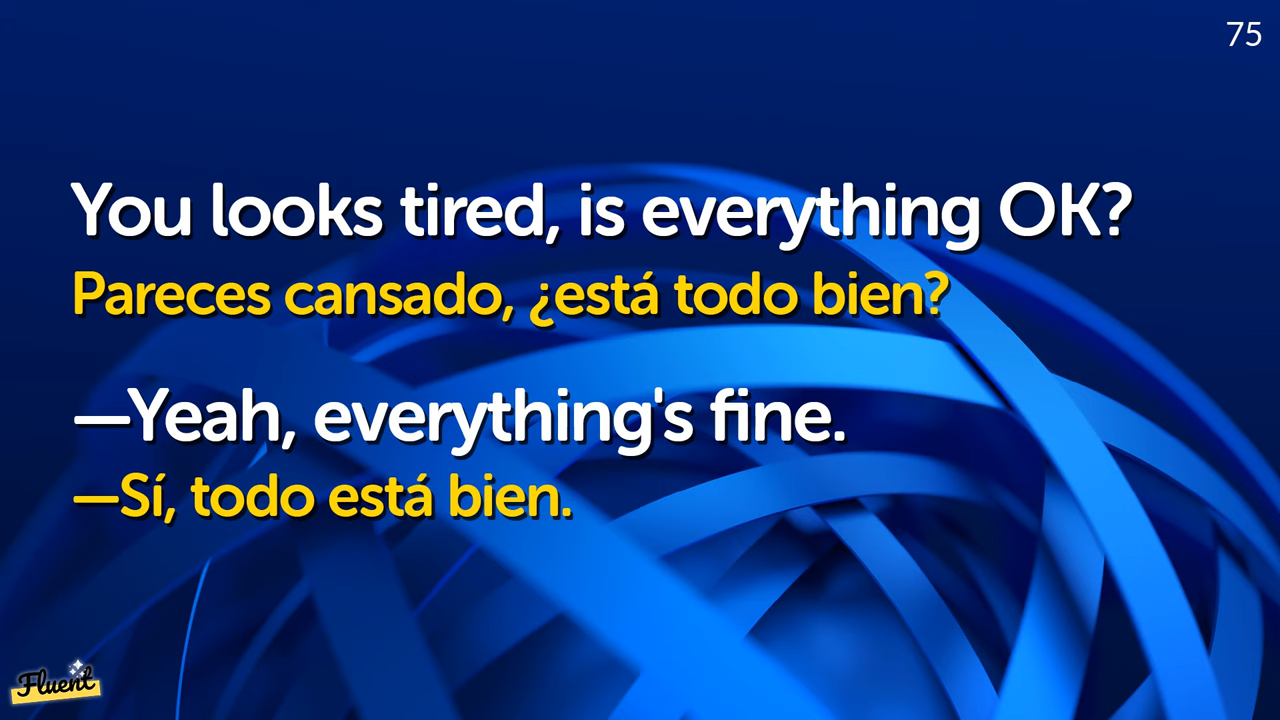 75
You looks tired, is everything OK?
Pareces cansado, ¿está todo bien?
—Yeah, everything's fine.
—Sí, todo está bien.
Fluent